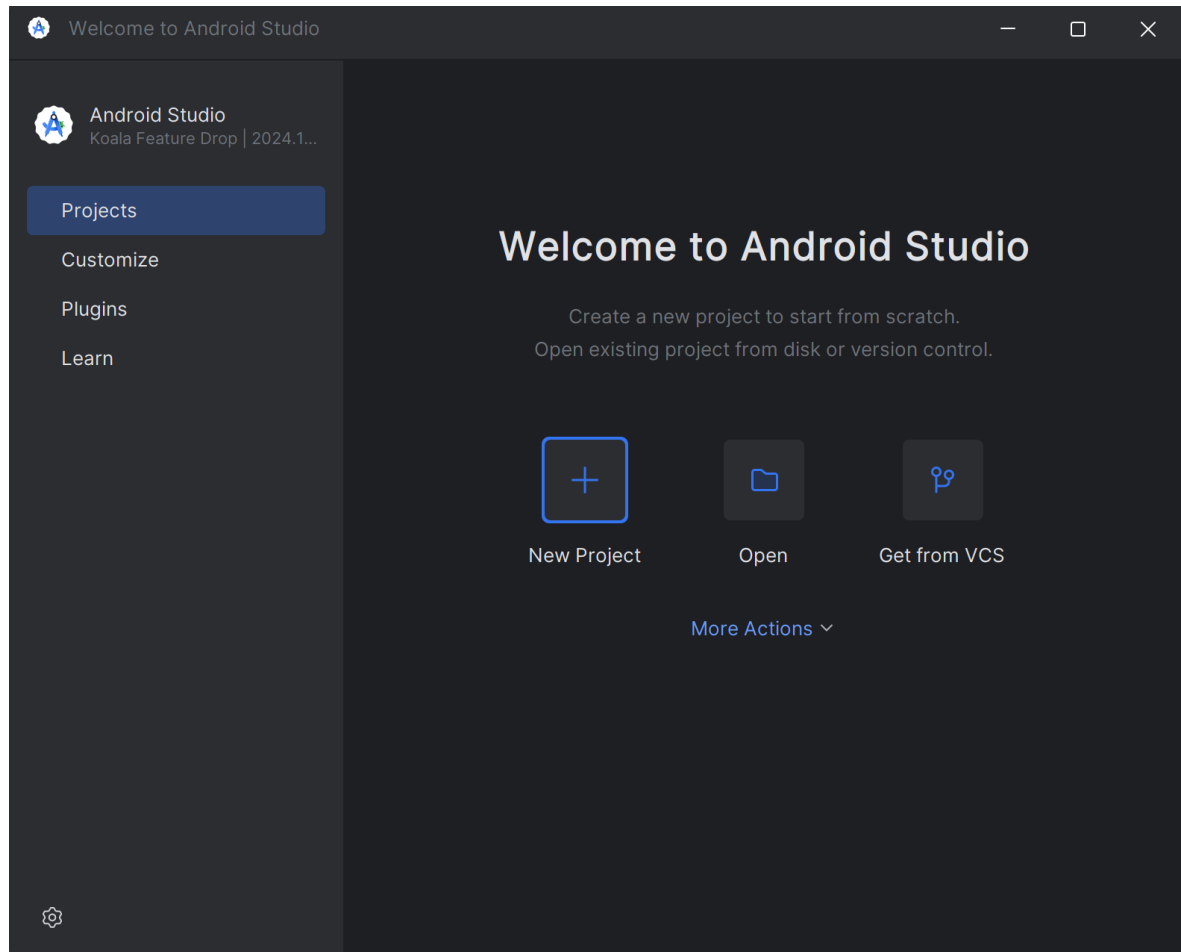 Welcome to Android Studio
Android Studio
Koala Feature Drop | 2024.1...
Projects
Customize
Plugins
Learn
Welcome to Android Studio
Create a new project to start from scratch.
Open existing project from disk or version control.
New Project
Open
Get from VCS
More Actions